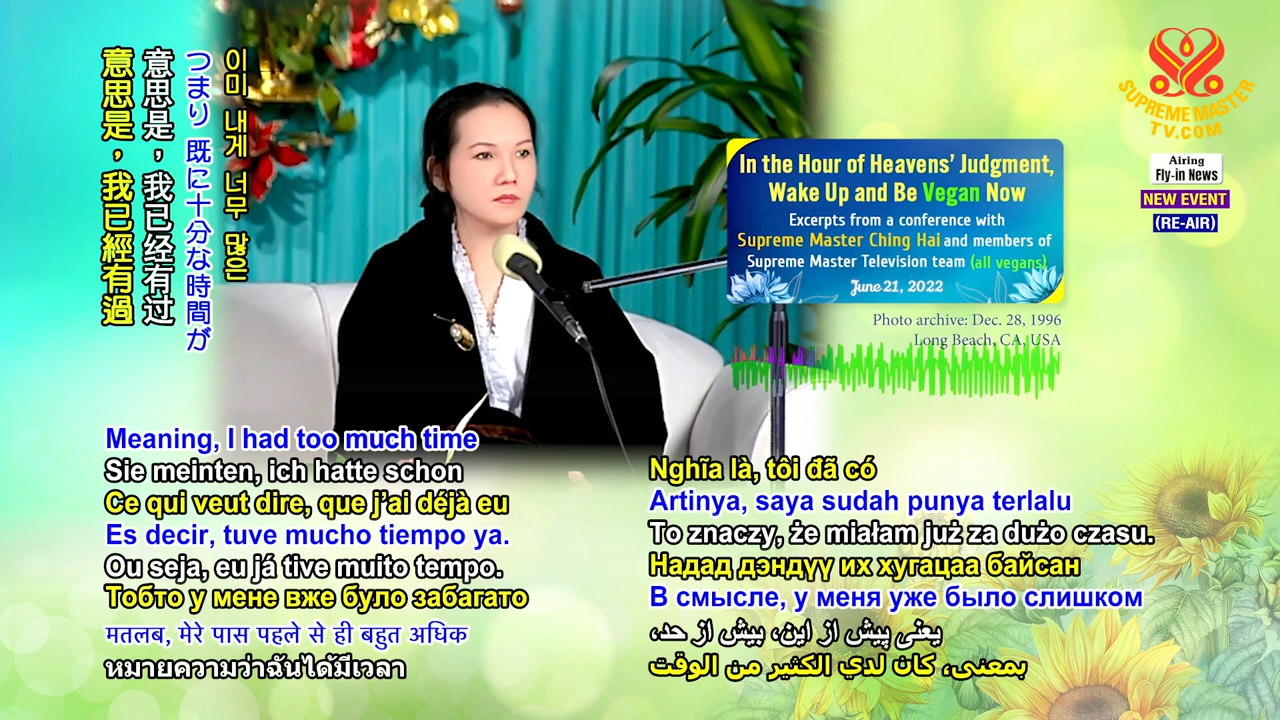 意思是，我已經有過
意思是，我已经有过
つまり 既に十分な時間が
이미 내게 너무 많은
SUPREME MASTER
TV.COM
Airing
Fly-in News
NEW EVENT
(RE-AIR)
In the Hour of Heavens’ Judgment,
Wake Up and Be Vegan Now
Excerpts from a conference with
Supreme Master Ching Hai and members of
Supreme Master Television team (all vegans)
June 21, 2022
Photo archive: Dec. 28, 1996
Long Beach, CA, USA
Meaning, I had too much time
Sie meinten, ich hatte schon
Ce qui veut dire, que j’ai déjà eu
Es decir, tuve mucho tiempo ya.
Ou seja, eu já tive muito tempo.
Тобто у мене вже було забагато
मतलब, मेरे पास पहले से ही बहुत अधिक
หมายความว่าฉันได้มีเวลา
Nghĩa là, tôi đã có
Artinya, saya sudah punya terlalu
To znaczy, że miałam już za dużo czasu.
Надад дэндүү их хугацаа байсан
В смысле, у меня уже было слишком
یعنی پیش از این، بیش از حد،
بمعنى، كان لدي الكثير من الوقت